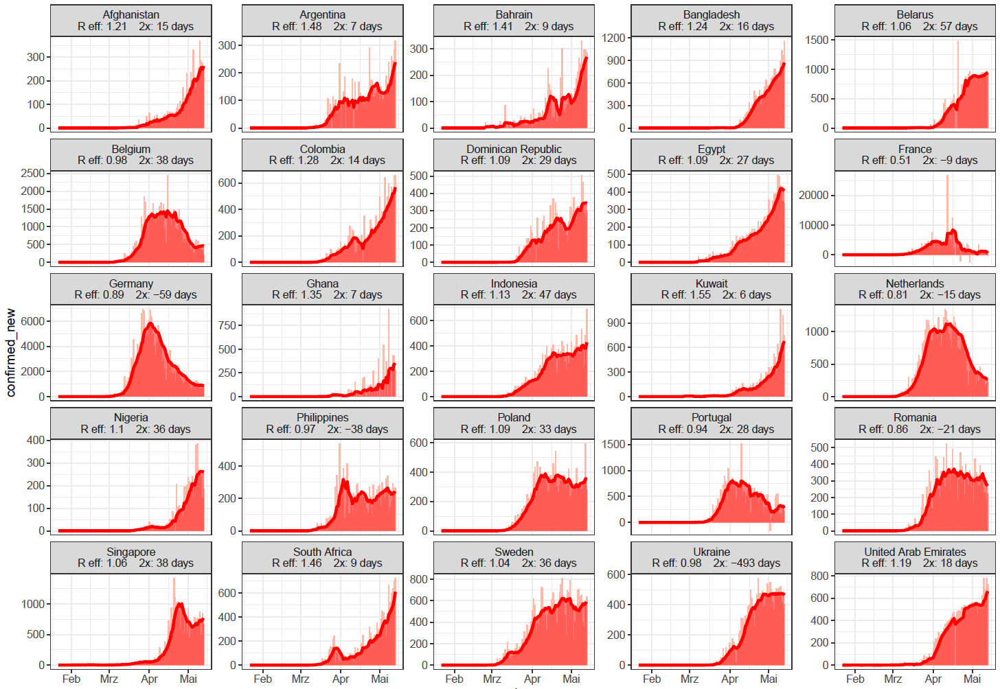 Afghanistan
R eff: 1.21 2x: 15 days
Argentina
R eff: 1.48 2x: 7 days
Bahrain
R eff: 1.41 2x: 9 days
Bangladesh
R eff: 1.24 2x: 16 days
Belarus
R eff: 1.06 2x: 57 days
300
200
100
0
300
200
100
0
300
200
100
0
1200
900
600
300
0
1500
1000
500
0
Belgium
R eff: 0.98 2x: 38 days
Colombia
R eff: 1.28 2x: 14 days
Dominican Republic
R eff: 1.09 2x: 29 days
Egypt
R eff: 1.09 2x: 27 days
France
R eff: 0.51 2x: −9 days
2500
2000
1500
1000
500
0
600
400
200
0
500
400
300
200
100
0
500
400
300
200
100
0
20000
10000
0
confirmed_new
Germany
R eff: 0.89 2x: −59 days
Ghana
R eff: 1.35 2x: 7 days
Indonesia
R eff: 1.13 2x: 47 days
Kuwait
R eff: 1.55 2x: 6 days
Netherlands
R eff: 0.81 2x: −15 days
6000
4000
2000
0
750
500
250
0
600
400
200
0
900
600
300
0
1000
500
0
Nigeria
R eff: 1.1 2x: 36 days
Philippines
R eff: 0.97 2x: −38 days
Poland
R eff: 1.09 2x: 33 days
Portugal
R eff: 0.94 2x: 28 days
Romania
R eff: 0.86 2x: −21 days
400
300
200
100
0
400
200
0
600
400
200
0
1500
1000
500
0
500
400
300
200
100
0
Singapore
R eff: 1.06 2x: 38 days
South Africa
R eff: 1.46 2x: 9 days
Sweden
R eff: 1.04 2x: 36 days
Ukraine
R eff: 0.98 2x: −493 days
United Arab Emirates
R eff: 1.19 2x: 18 days
1000
500
0
600
400
200
0
800
600
400
200
0
600
400
200
0
800
600
400
200
0
Feb Mrz Apr Mai
Feb Mrz Apr Mai
Feb Mrz Apr Mai
Feb Mrz Apr Mai
Feb Mrz Apr Mai